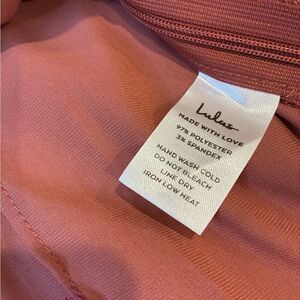 Lulus
MADE WITH LOVE
97% POLYESTER
3% SPANDEX
HAND WASH COLD
DO NOT BLEACH
LINE DRY
IRON LOW HEAT